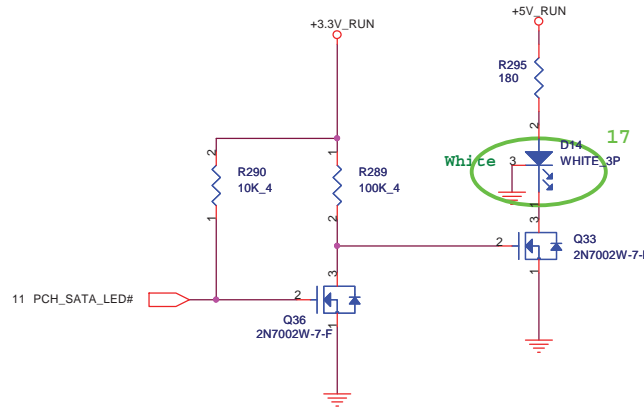 +5V_RUN
+3.3V_RUN
R295
180
2
17
D14
White
3
WHITE_3P
2
1
R290
10K_4
R289
100K_4
1
2
1
3
2
Q33
2N7002W-7-F
3
1
11 PCH_SATA_LED#
2
Q36
2N7002W-7-F
1